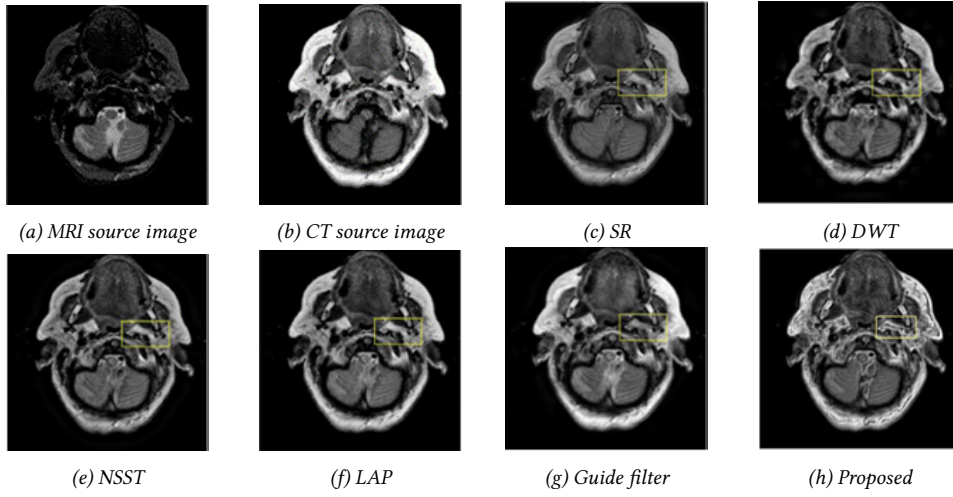 (a) MRI source image
(b) CT source image
(c) SR
(d) DWT
(e) NSST
(f) LAP
(g) Guide filter
(h) Proposed